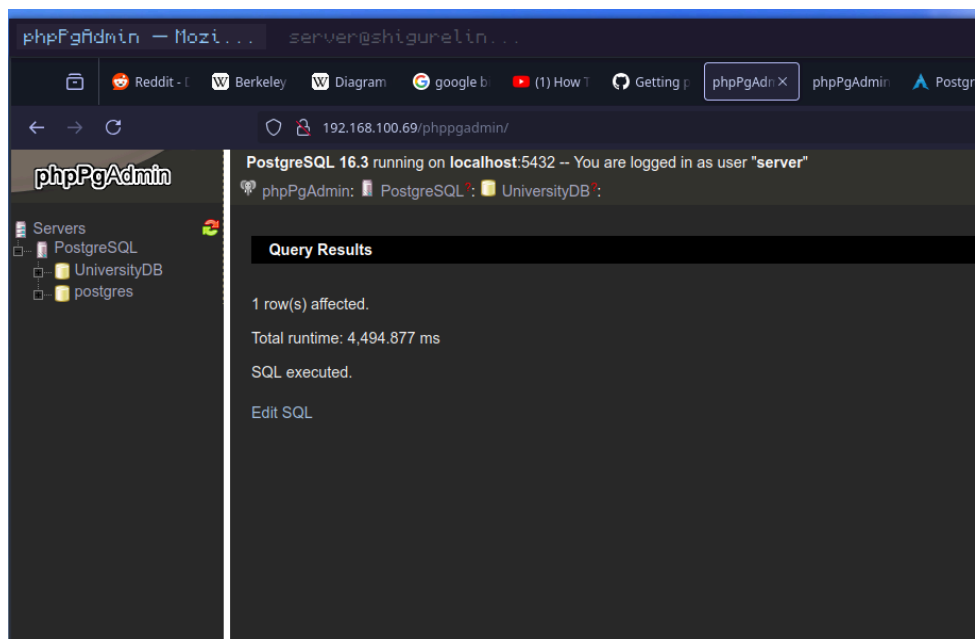 phpPgAdmin — Mozi... server@shigurelin...
Reddit - [ Berkeley Diagram google b (1) How T Getting p phpPgAdn phpPgAdmin Postgr
192.168.100.69/phppgadmin/
phpPgAdmin
PostgreSQL 16.3 running on localhost:5432 -- You are logged in as user "server"
phpPgAdmin: PostgreSQL?: UniversityDB?:
Servers
PostgreSQL
UniversityDB
postgres
Query Results
1 row(s) affected.
Total runtime: 4,494.877 ms
SQL executed.
Edit SQL